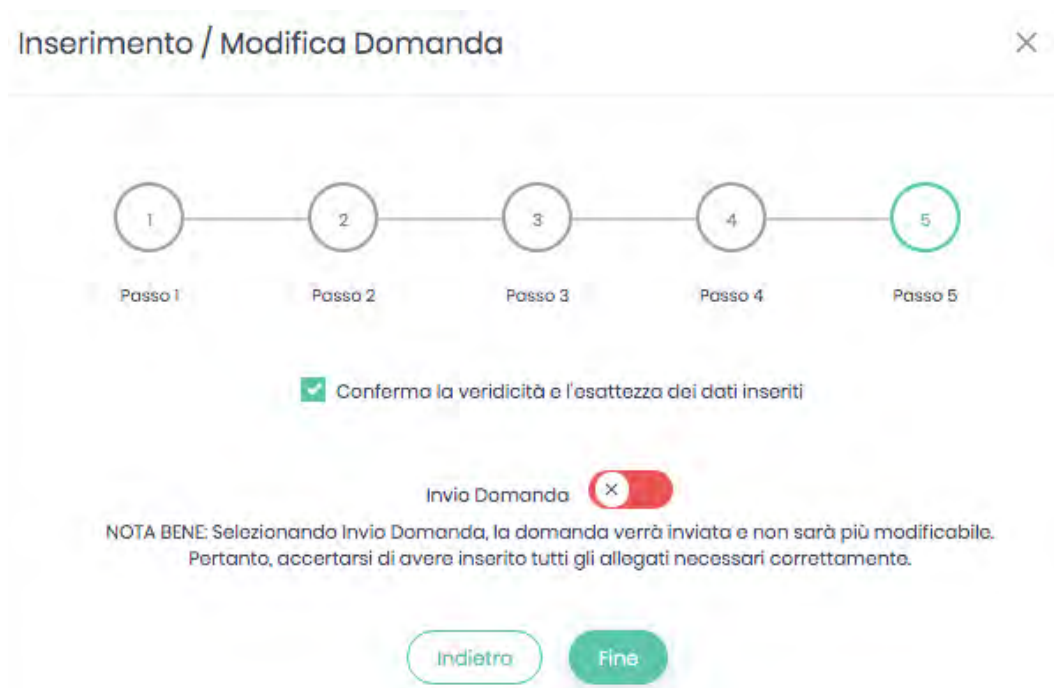 Inserimento / Modifica Domanda
1 2 3 4 5
Passo 1 Passo 2 Passo 3 Passo 4 Passo 5
Conferma la veridicità e l'esattezza dei dati inseriti
Invio Domanda
NOTA BENE: Selezionando Invio Domanda, la domanda verrà inviata e non sarà più modificabile.
Pertanto, accertarsi di avere inserito tutti gli allegati necessari correttamente.
Indietro Fine